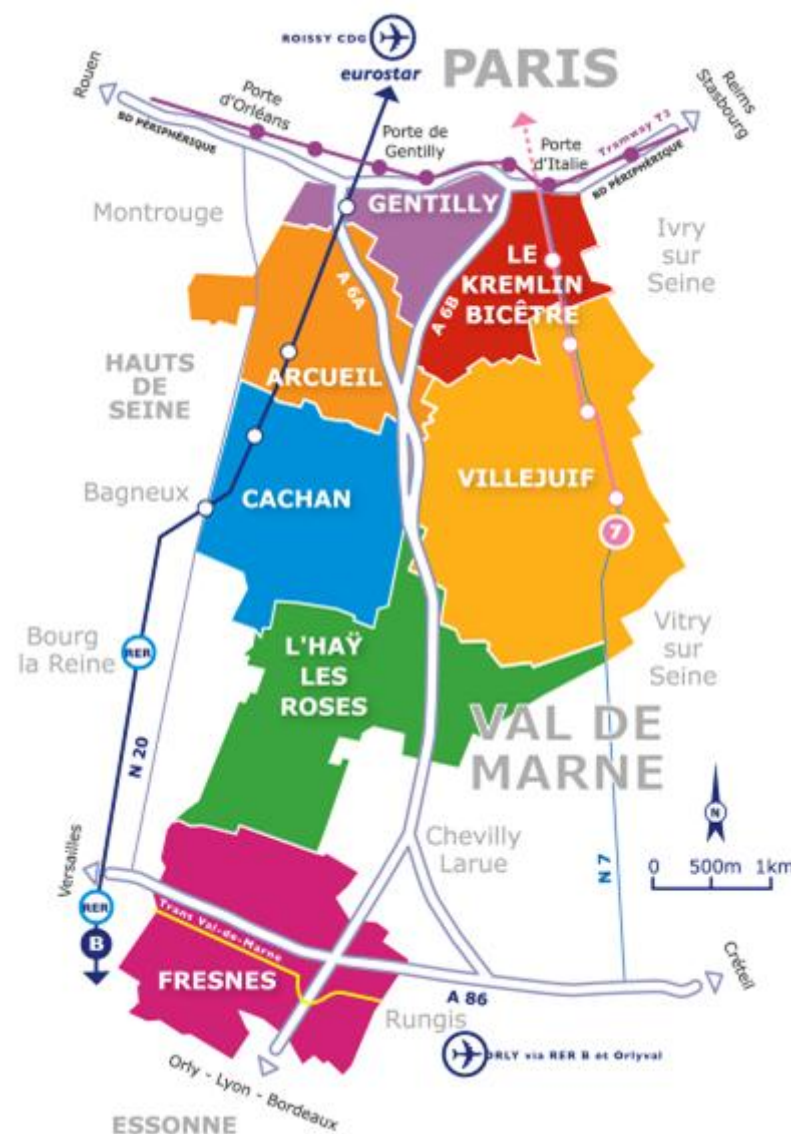 ROISSY CDG
eurostar
PARIS
Rouen
Porte
d'Orléans
BD PÉRIPHÉRIQUE
Porte de
Gentilly
Porte
d'Italie
Tramway T3
BD PÉRIPHÉRIQUE
Reims
Stasbourg
Montrouge
GENTILLY
LE
KREMLIN
BICÊTRE
Ivry
sur
Seine
A 6A
A 6B
HAUTS
DE
SEINE
ARCUEIL
Bagneux
CACHAN
VILLEJUIF
7
Bourg
la Reine
RER
L'HAŸ
LES
ROSES
Vitry
sur
Seine
VAL DE
MARNE
N 20
N
Chevilly
Larue
0 500m 1km
N 7
Versailles
RER
B
Trans Val-de-Marne
FRESNES
A 86
Créteil
Rungis
ORLY via RER B et Orlyval
Orly - Lyon - Bordeaux
ESSONNE